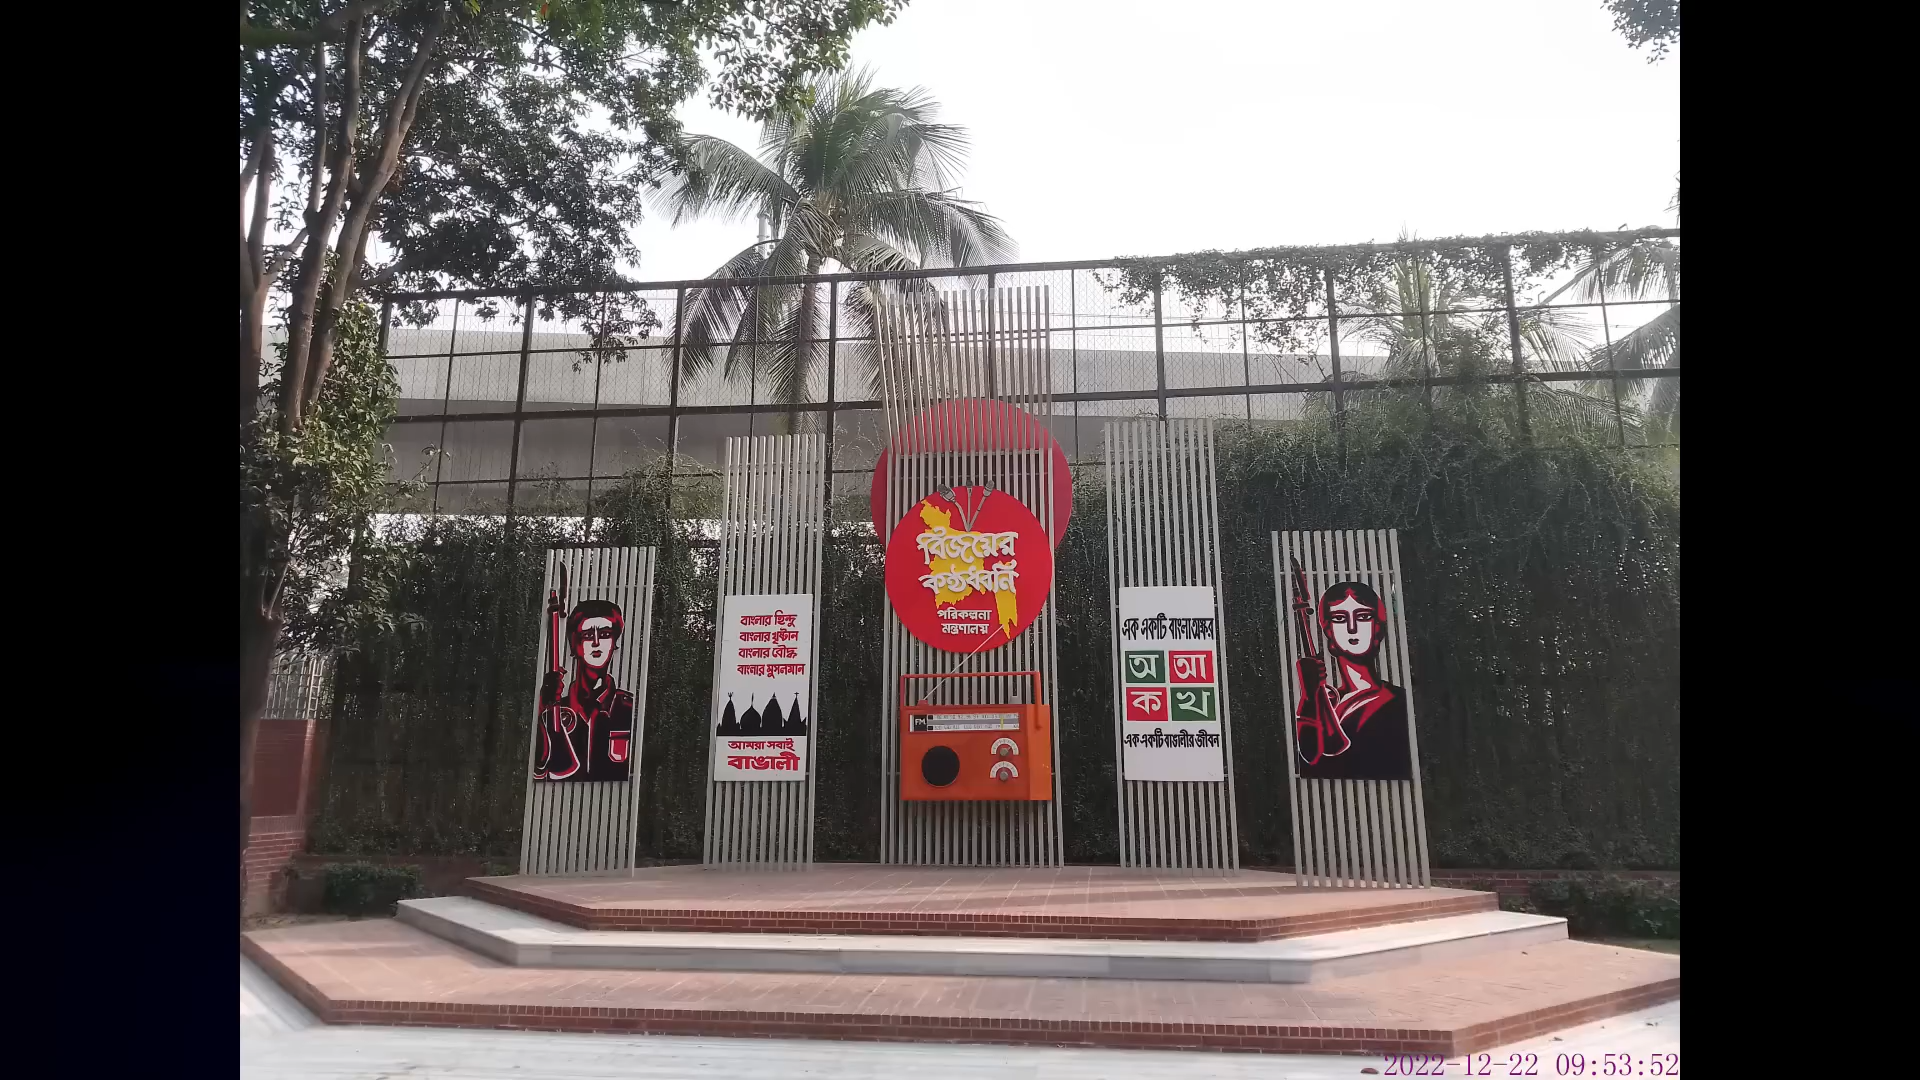 বাংলার হিন্দু
বাংলার খৃষ্টান
বাংলার বৌদ্ধ
বাংলার মুসলমান
আমরা সবাই
বাঙালী
বিজয়ের
কণ্ঠধ্বনি
পরিকল্পনা
মন্ত্রণালয়
FM
এক একটি বাংলা অক্ষর
অ আ
ক খ
এক একটি বাঙালীর জীবন
2022-12-22 09:53:52